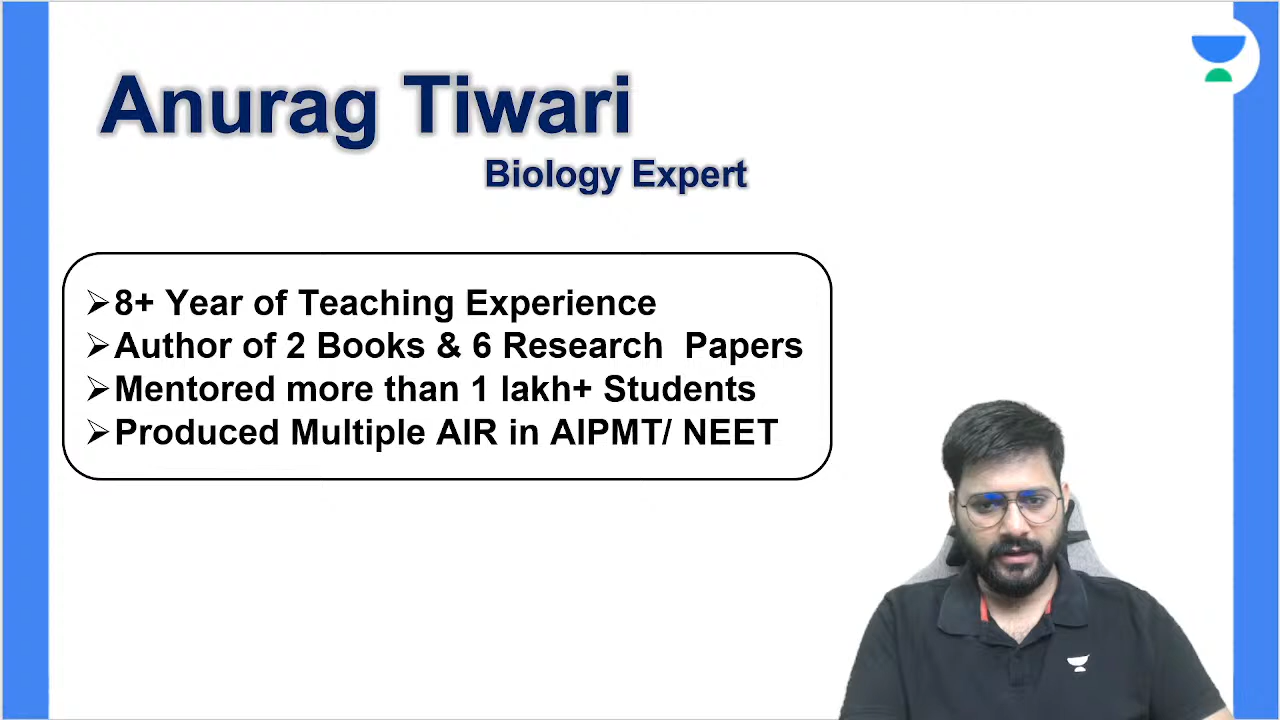 Anurag Tiwari
Biology Expert
➢8+ Year of Teaching Experience
➢Author of 2 Books & 6 Research Papers
➢Mentored more than 1 lakh+ Students
➢Produced Multiple AIR in AIPMT/ NEET